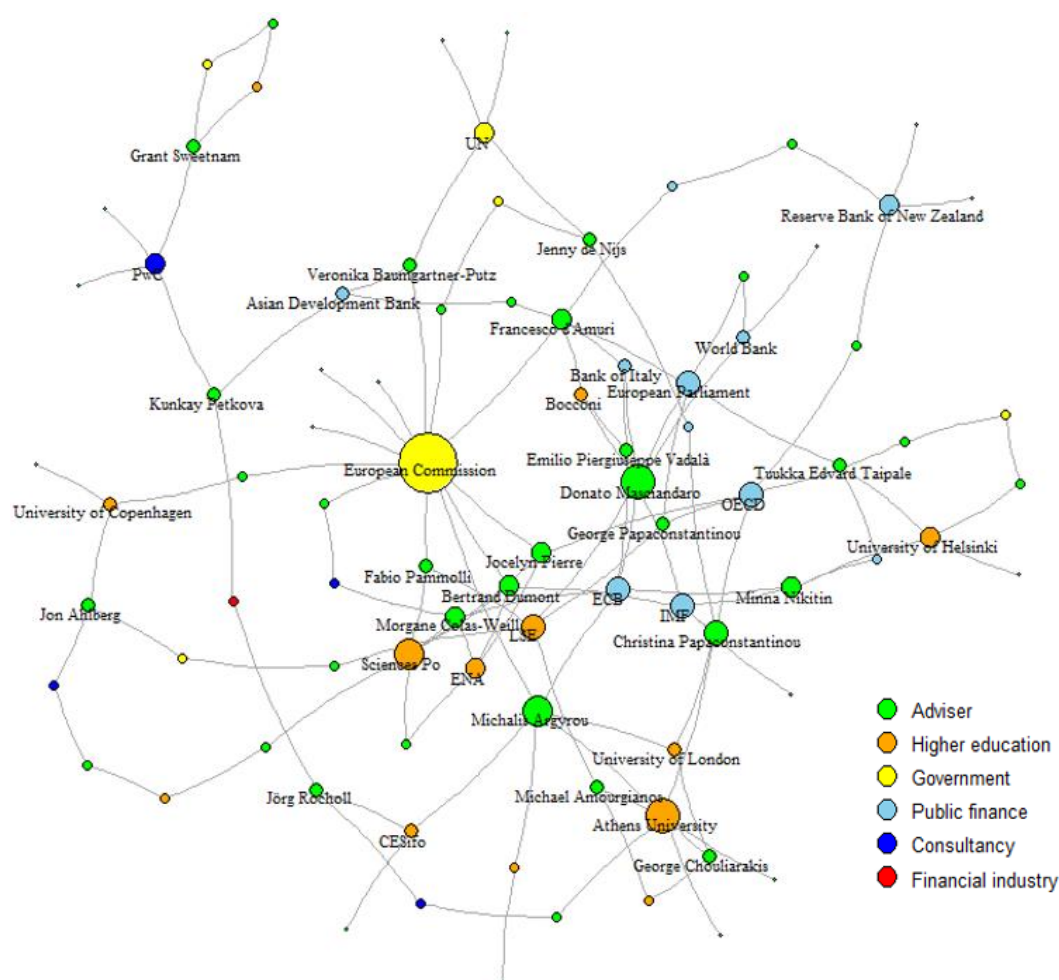 Grant Sweetnam
UN
Reserve Bank of New Zealand
Jenny de Nijs
PwC
Veronika Baumgartner-Putz
Asian Development Bank
Francesco d'Amuri
World Bank
Bank of Italy
European Parliament
Bocconi
Kunkay Petkova
Emilio Piergiuseppe Vadalà
European Commission
Tuukka Edvard Taipale
Donato Masciandaro
OECD
University of Copenhagen
George Papaconstantinou
University of Helsinki
Jocelyn Pierre
Fabio Pammolli
Bertrand Dumont
ECB
Minna Nikitin
IMF
Jon Ahlberg
Morgane Colas-Weill
LSE
Christina Papaconstantinou
Sciences Po
ENA
Michalis Argyrou
University of London
Jörg Rocholl
Michael Amourgianos
Athens University
CESifo
George Chouliarakis
Adviser
Higher education
Government
Public finance
Consultancy
Financial industry